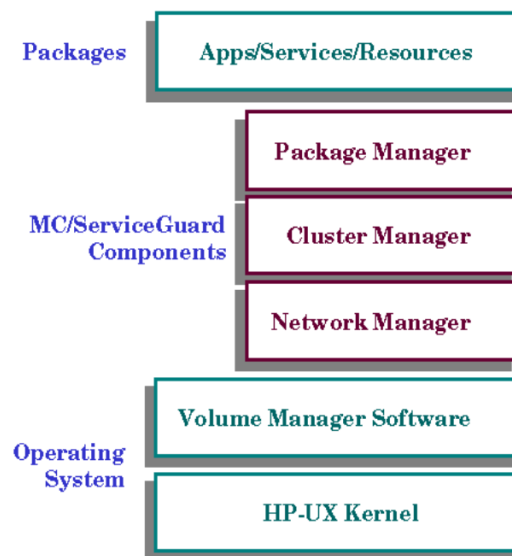 Packages
Apps/Services/Resources
Package Manager
MC/ServiceGuard
Components
Cluster Manager
Network Manager
Volume Manager Software
Operating
System
HP-UX Kernel